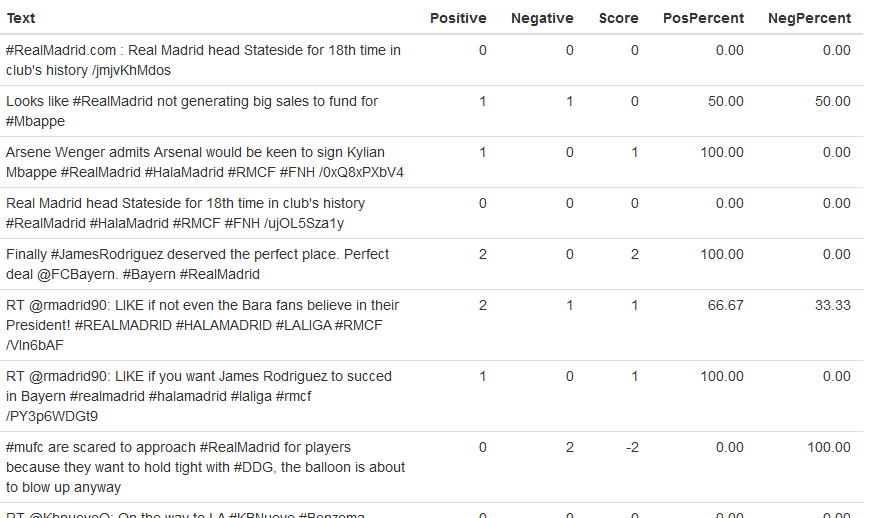 Text Positive Negative Score PosPercent NegPercent
#RealMadrid.com : Real Madrid head Stateside for 18th time in 0 0 0 0.00 0.00
club's history /jmjvKhMdos
Looks like #RealMadrid not generating big sales to fund for 1 1 0 50.00 50.00
#Mbappe
Arsene Wenger admits Arsenal would be keen to sign Kylian 1 0 1 100.00 0.00
Mbappe #RealMadrid #HalaMadrid #RMCF #FNH /0xQ8xPXbV4
Real Madrid head Stateside for 18th time in club's history 0 0 0 0.00 0.00
#RealMadrid #HalaMadrid #RMCF #FNH /ujOL5Sza1y
Finally #JamesRodriguez deserved the perfect place. Perfect 2 0 2 100.00 0.00
deal @FCBayern. #Bayern #RealMadrid
RT @rmadrid90: LIKE if not even the Bara fans believe in their 2 1 1 66.67 33.33
President! #REALMADRID #HALAMADRID #LALIGA #RMCF
/Vln6bAF
RT @rmadrid90: LIKE if you want James Rodriguez to succed 1 0 1 100.00 0.00
in Bayern #realmadrid #halamadrid #laliga #rmcf
/PY3p6WDGt9
#mufc are scared to approach #RealMadrid for players 0 2 -2 0.00 100.00
because they want to hold tight with #DDG, the balloon is about
to blow up anyway
RT @KbnueveO: On the way to LA #KBNueve #Benzema 0 0 0 0.00 0.00